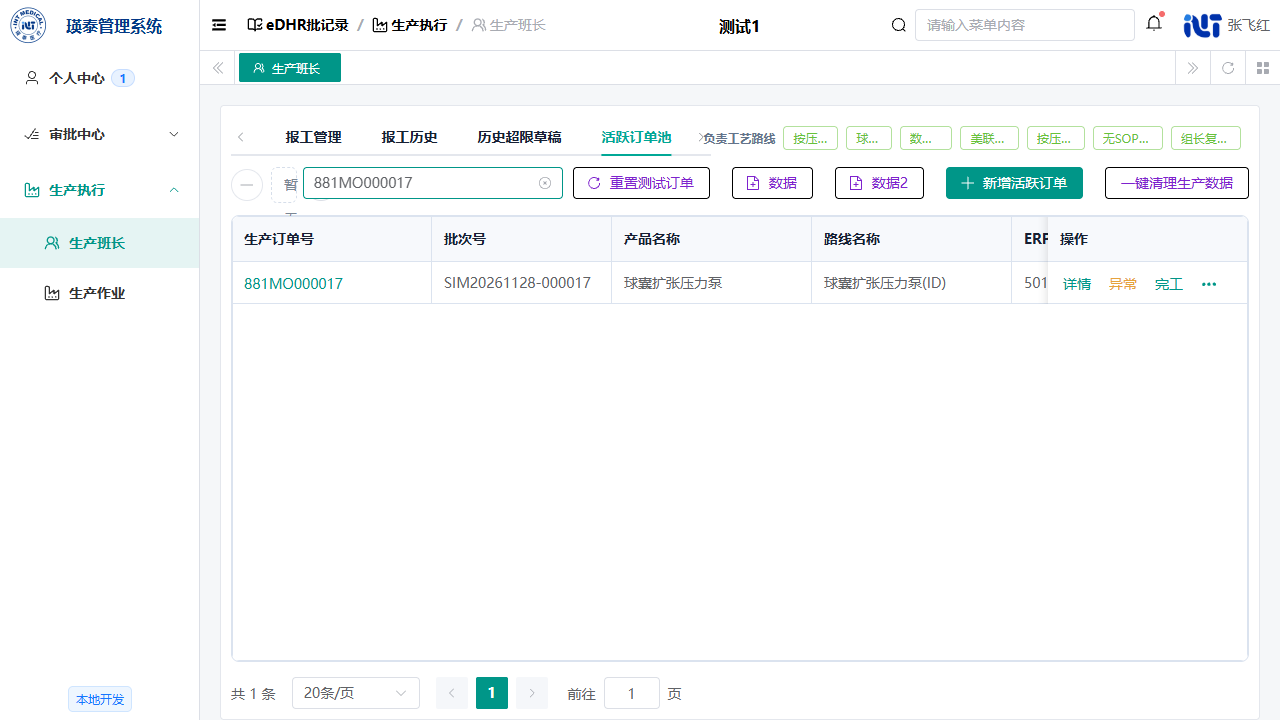 瑛泰管理系统
eDHR批记录 / 生产执行 / 生产班长
测试1
请输入菜单内容
张飞红
个人中心 1
审批中心
生产执行
生产班长
生产作业
本地开发
生产班长
报工管理 报工历史 历史超限草稿 活跃订单池
负责工艺路线 按压... 球... 数... 美联... 按压... 无SOP... 组长复...
暂
881MO000017
重置测试订单 数据 数据2 新增活跃订单 一键清理生产数据
生产订单号 批次号 产品名称 路线名称 ERP 操作
881MO000017 SIM20261128-000017 球囊扩张压力泵 球囊扩张压力泵(ID) 501 详情 异常 完工
共 1 条 20条/页 1 前往 1 页